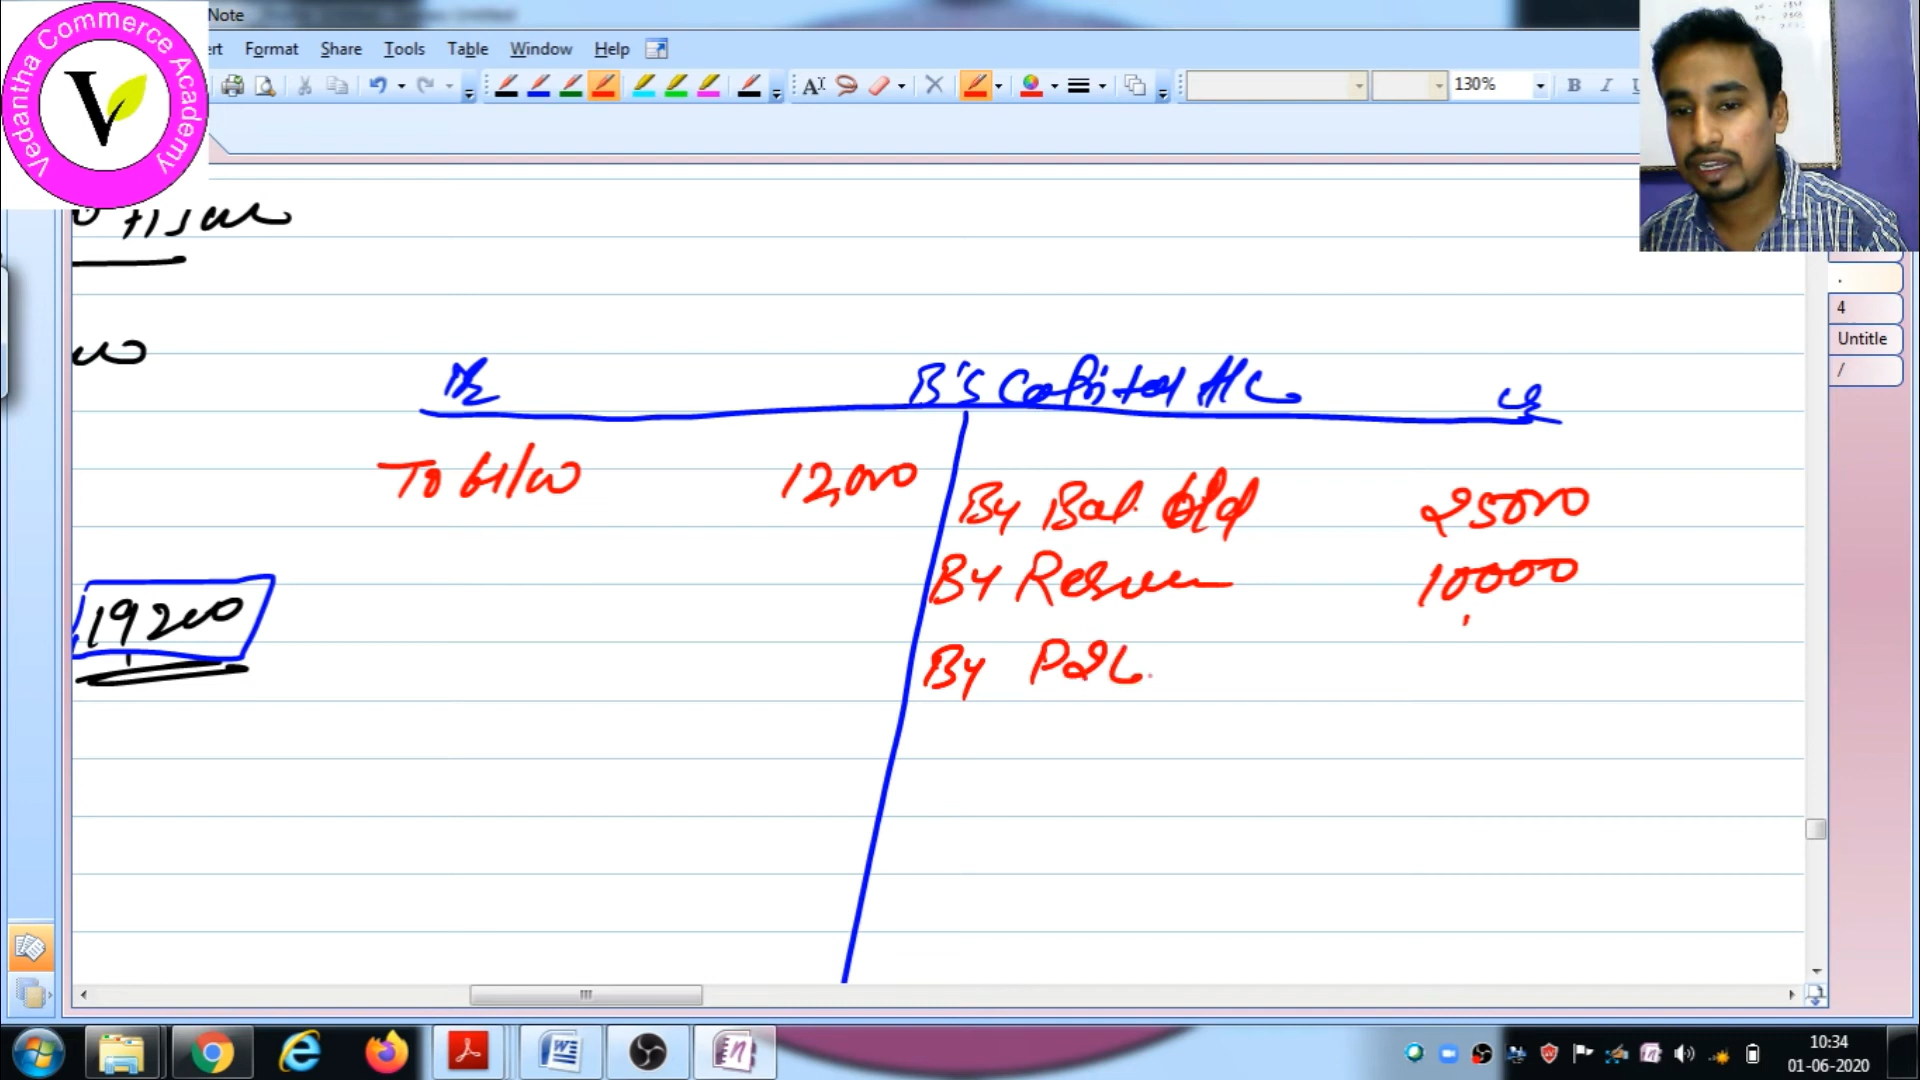 Vedantha Commerce Academy
V
Note
rt Format Share Tools Table Window Help
130% B I U
Dr B's Capital A/c Cr
To G/W 12,000
By Bal. b/d 25000
By Reserve 10000
By P&L
19200
.
4
Untitle
/
10:34
01-06-2020